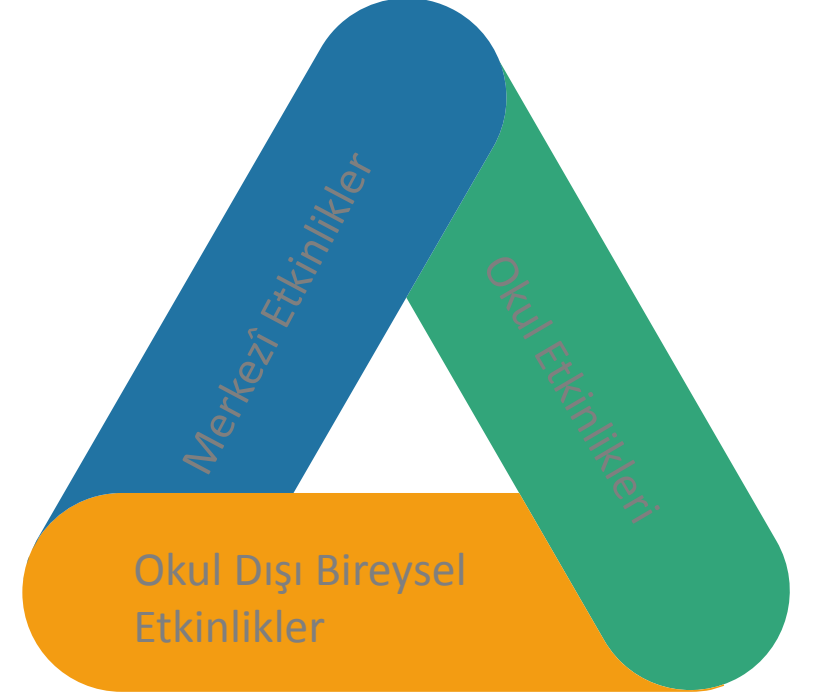 Merkezî Etkinlikler
Okul Etkinlikleri
Okul Dışı Bireysel
Etkinlikler